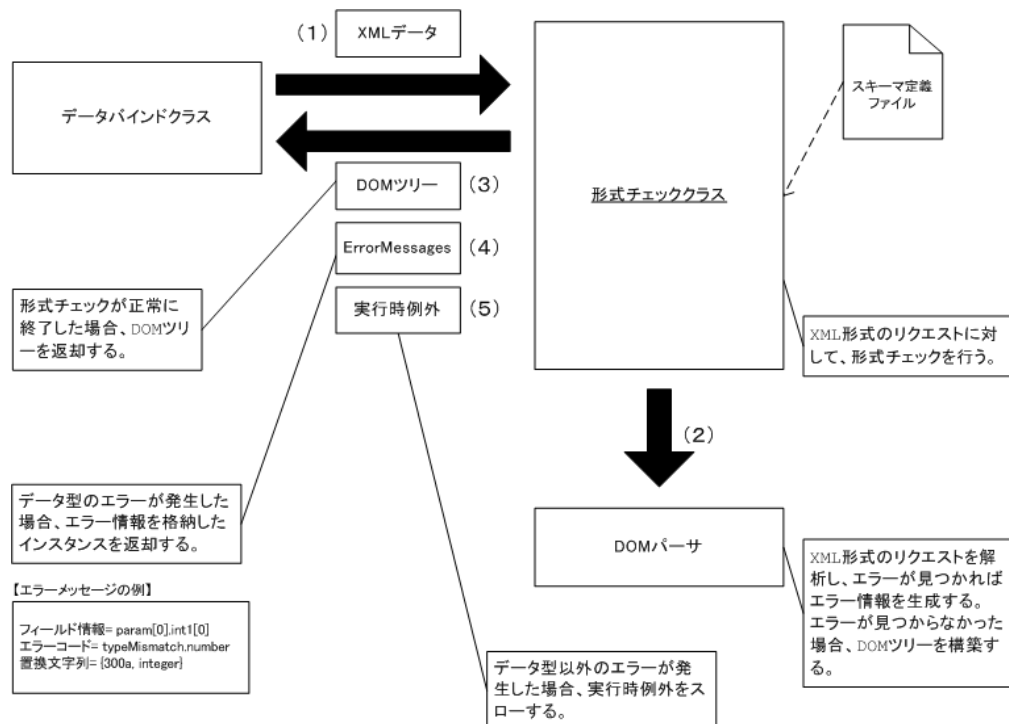 (1)
XMLデータ
データバインドクラス
スキーマ定義
ファイル
DOMツリー
(3)
形式チェッククラス
ErrorMessages
(4)
実行時例外
(5)
形式チェックが正常に
終了した場合、DOMツリ
ーを返却する。
XML形式のリクエストに対
して、形式チェックを行う。
(2)
データ型のエラーが発生した
場合、エラー情報を格納した
インスタンスを返却する。
DOMパーサ
XML形式のリクエストを解
析し、エラーが見つかれば
エラー情報を生成する。
エラーが見つからなかった
場合、DOMツリーを構築す
る。
【エラーメッセージの例】
フィールド情報= param[0].int1[0]
エラーコード= typeMismatch.number
置換文字列= {300a, integer}
データ型以外のエラーが発
生した場合、実行時例外をス
ローする。